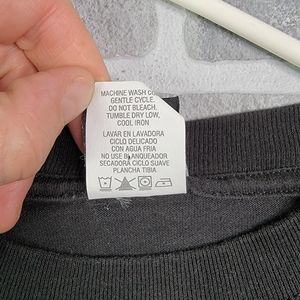 MACHINE WASH CO
GENTLE CYCLE.
DO NOT BLEACH.
TUMBLE DRY LOW,
COOL IRON
LAVAR EN LAVADORA
CICLO DELICADO
CON AGUA FRIA
NO USE BLANQUEADOR
SECADORA CICLO SUAVE
PLANCHA TIBIA